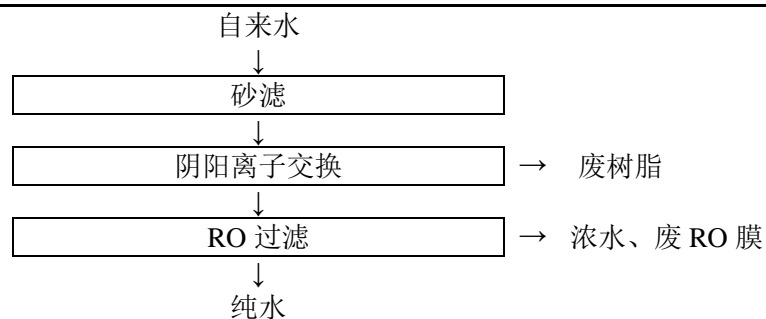 自来水
↓
砂滤
↓
阴阳离子交换 → 废树脂
↓
RO 过滤 → 浓水、废 RO 膜
↓
纯水